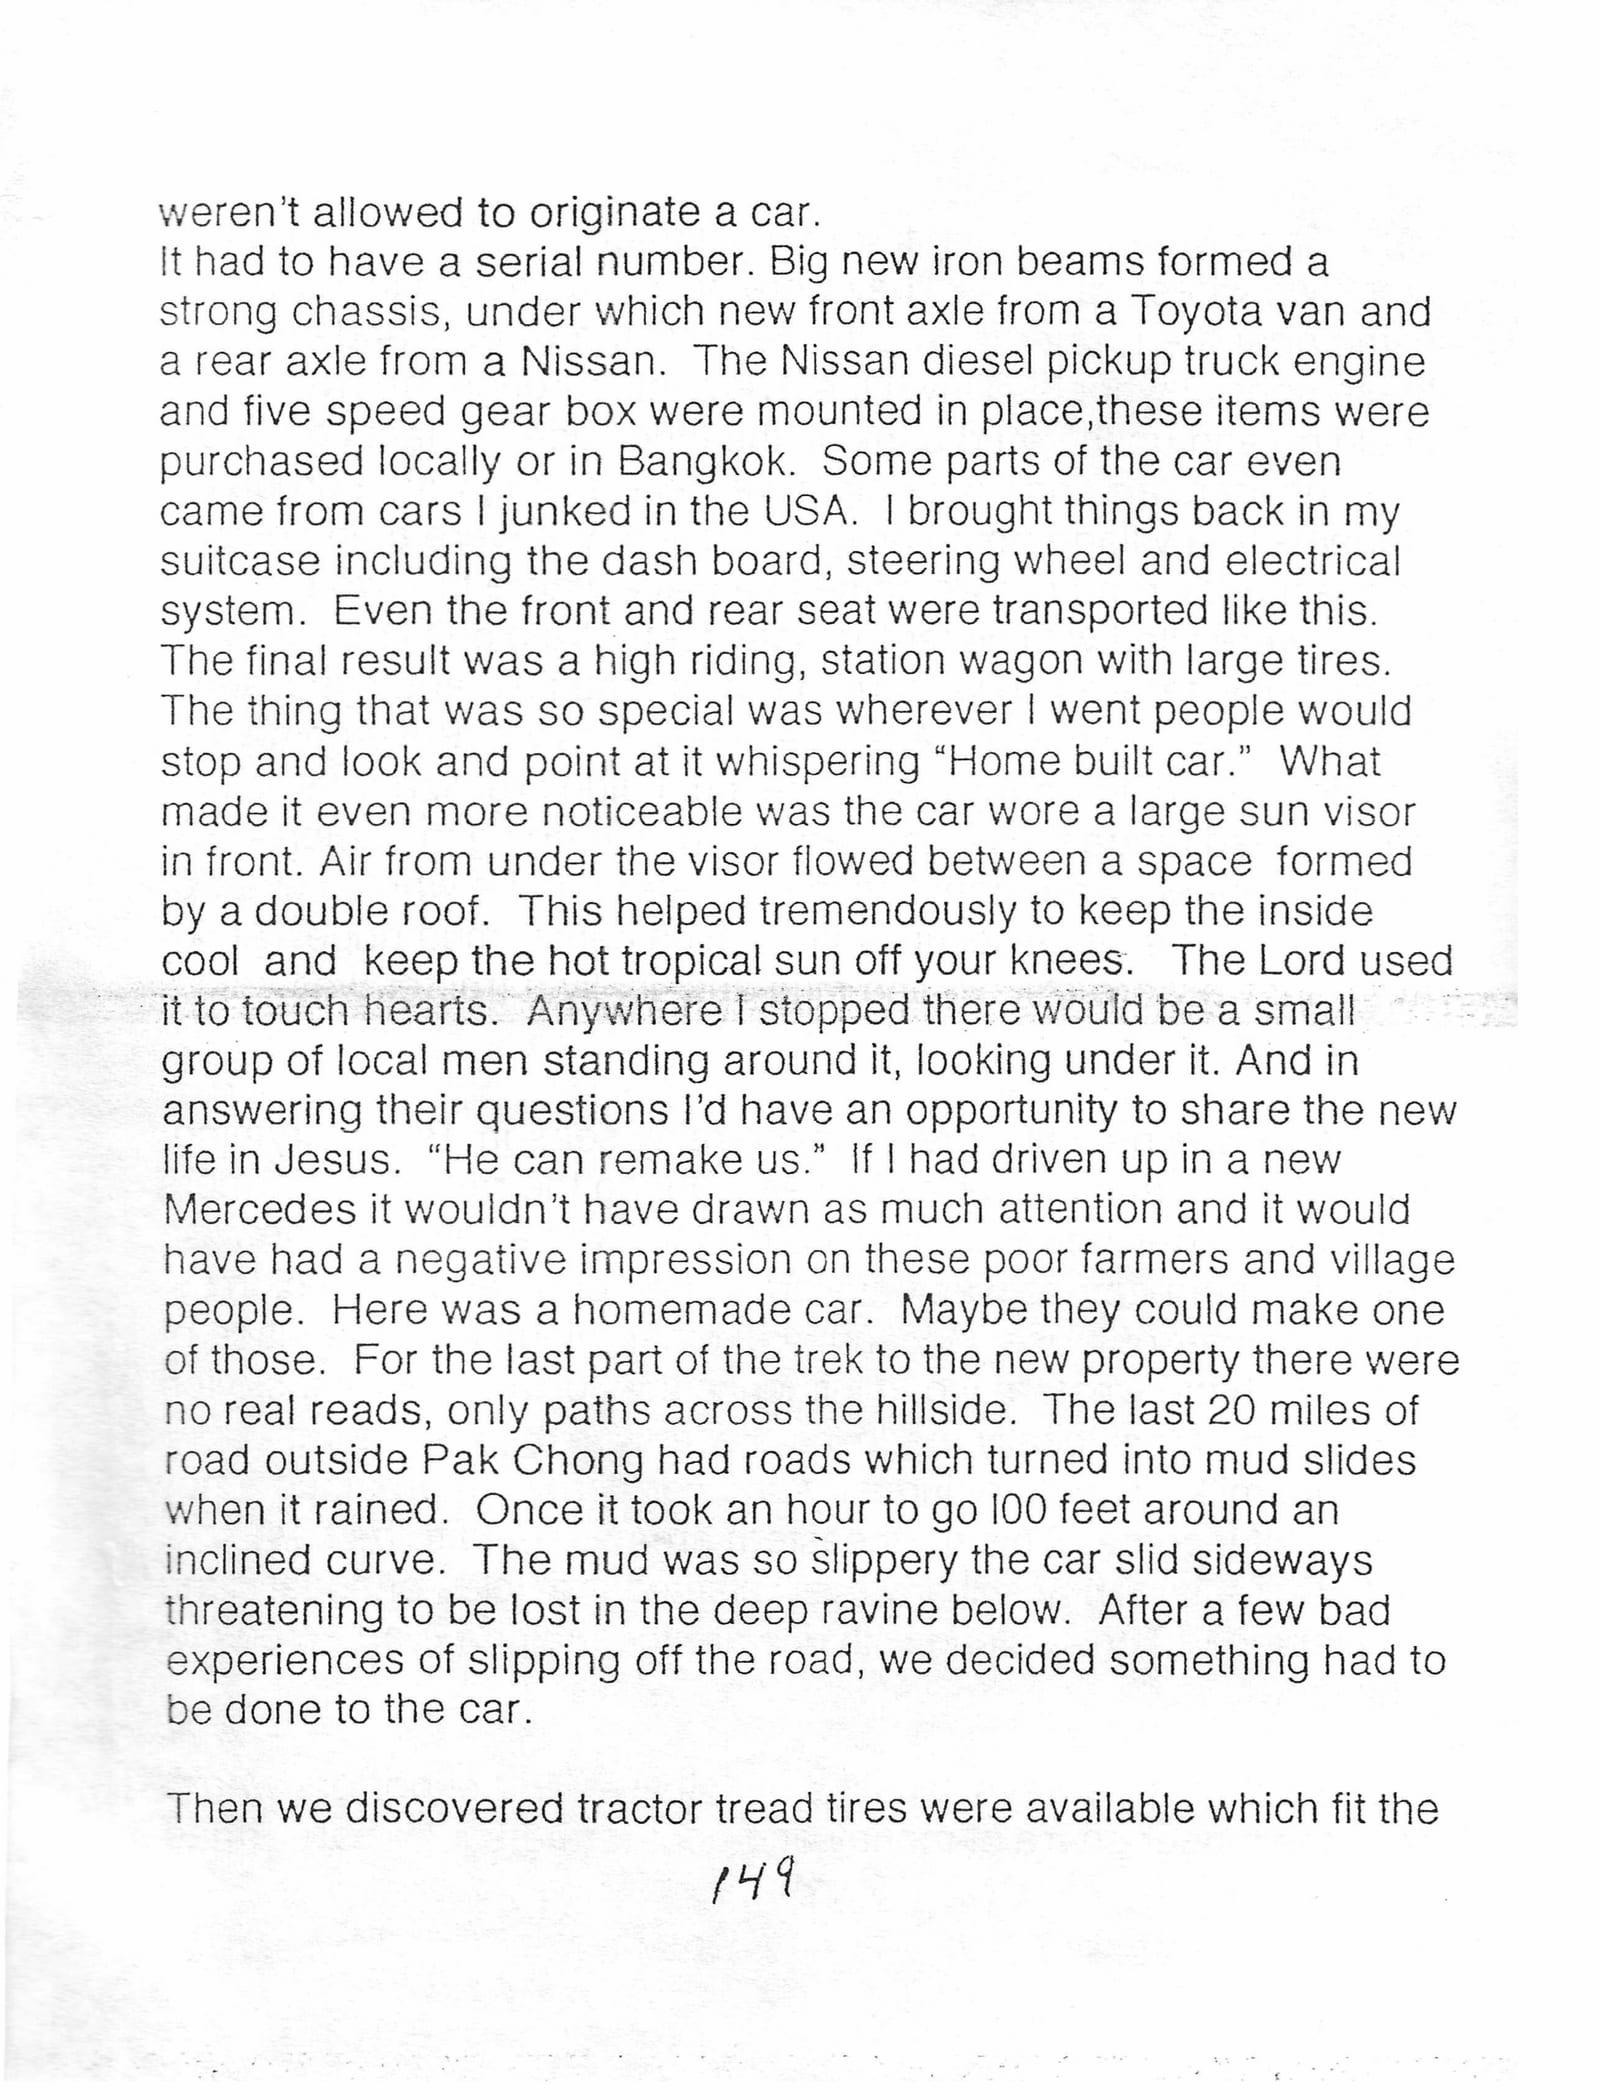 weren't allowed to originate a car.
It had to have a serial number. Big new iron beams formed a
strong chassis, under which new front axle from a Toyota van and
a rear axle from a Nissan.  The Nissan diesel pickup truck engine
and five speed gear box were mounted in place,these items were
purchased locally or in Bangkok.  Some parts of the car even
came from cars I junked in the USA.  I brought things back in my
suitcase including the dash board, steering wheel and electrical
system.  Even the front and rear seat were transported like this.
The final result was a high riding, station wagon with large tires.
The thing that was so special was wherever I went people would
stop and look and point at it whispering “Home built car.”  What
made it even more noticeable was the car wore a large sun visor
in front. Air from under the visor flowed between a space  formed
by a double roof.  This helped tremendously to keep the inside
cool  and  keep the hot tropical sun off your knees.   The Lord used
it to touch hearts.  Anywhere I stopped there would be a small
group of local men standing around it, looking under it. And in
answering their questions I'd have an opportunity to share the new
life in Jesus.  “He can remake us.”  If I had driven up in a new
Mercedes it wouldn't have drawn as much attention and it would
have had a negative impression on these poor farmers and village
people.  Here was a homemade car.  Maybe they could make one
of those.  For the last part of the trek to the new property there were
no real reads, only paths across the hillside.  The last 20 miles of
road outside Pak Chong had roads which turned into mud slides
when it rained.  Once it took an hour to go l00 feet around an
inclined curve.  The mud was so slippery the car slid sideways
threatening to be lost in the deep ravine below.  After a few bad
experiences of slipping off the road, we decided something had to
be done to the car.

Then we discovered tractor tread tires were available which fit the
149